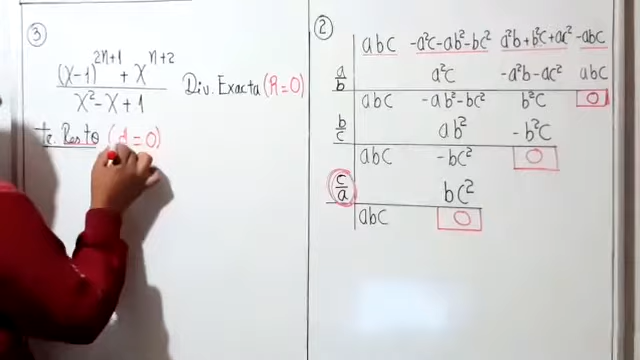 ③
(x-1)²ⁿ⁺¹ + xⁿ⁺²
x² - x + 1
Div. Exacta (R=0)
Te. Resto (d=0)
②
abc -a²c-ab²-bc² a²b+b²c+ac² -abc
a/b a²c -a²b-ac² abc
abc -ab²-bc² b²c 0
b/c ab² -b²c
abc -bc² 0
c/a bc²
abc 0